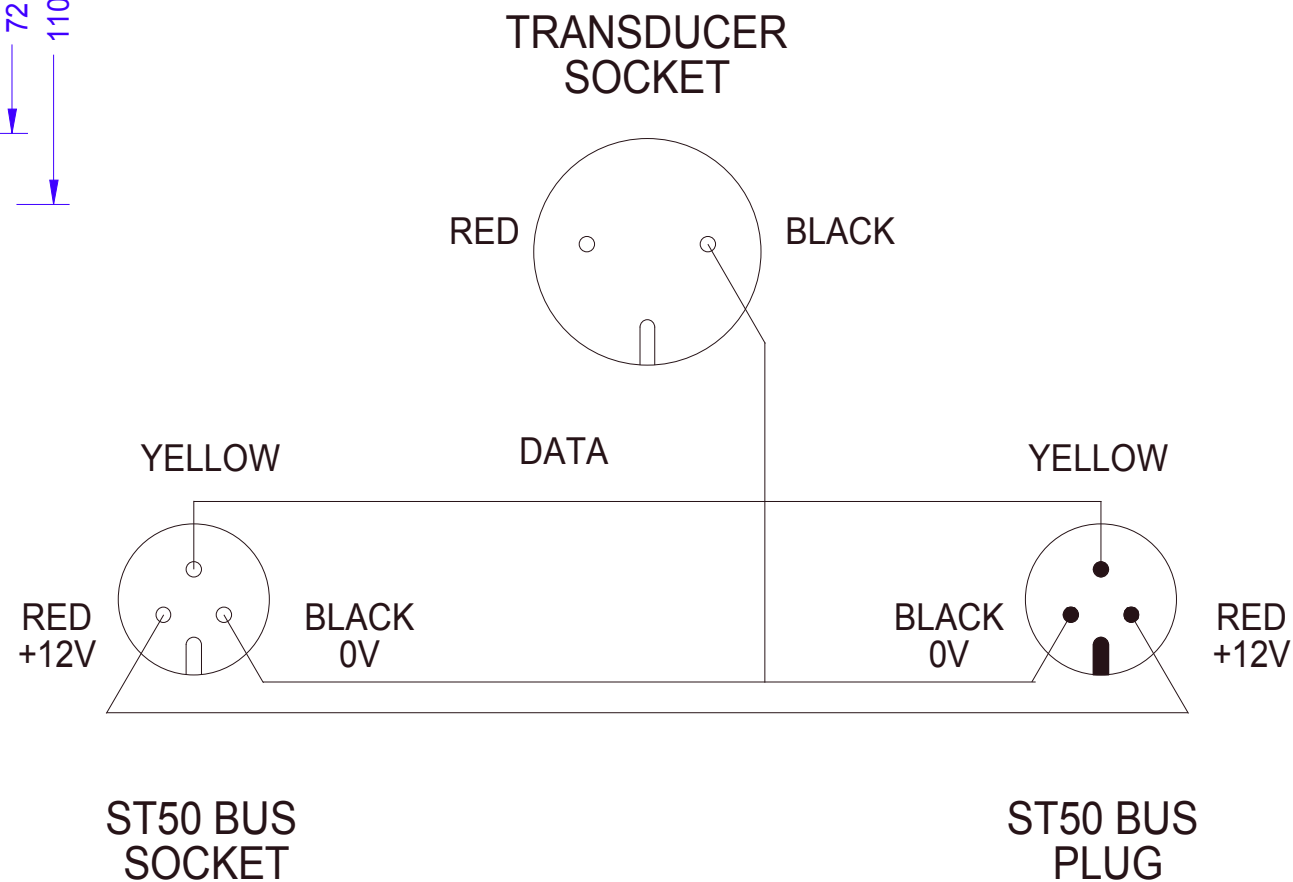 72
110
TRANSDUCER
SOCKET
RED
BLACK
YELLOW
DATA
YELLOW
RED
+12V
BLACK
0V
BLACK
0V
RED
+12V
ST50 BUS
SOCKET
ST50 BUS
PLUG